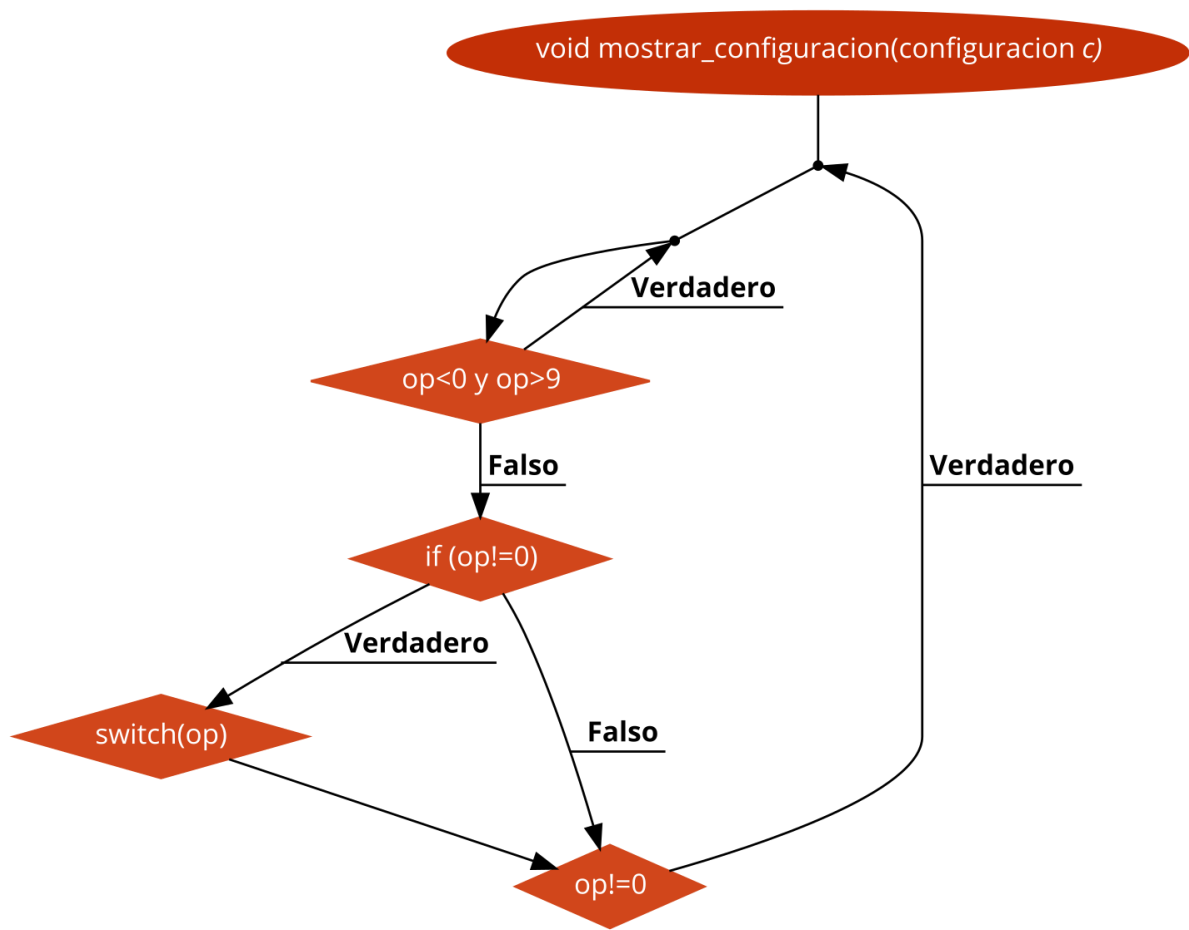 void mostrar_configuracion(configuracion c)
Verdadero
op<0 y op>9
Falso
Verdadero
if (op!=0)
Verdadero
switch(op)
Falso
op!=0